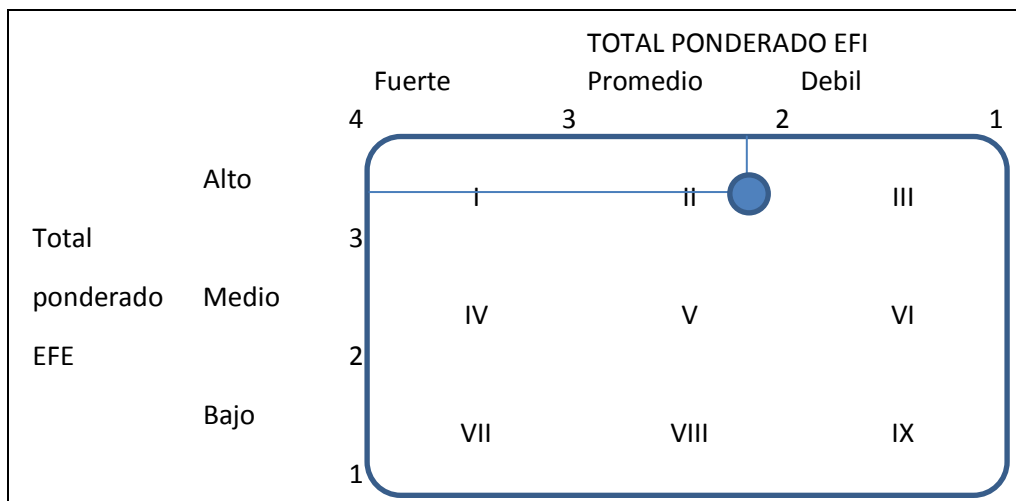 TOTAL PONDERADO EFI
Fuerte Promedio Debil
4 3 2 1
Alto
I II III
Total 3
ponderado Medio
IV V VI
EFE 2
Bajo
VII VIII IX
1